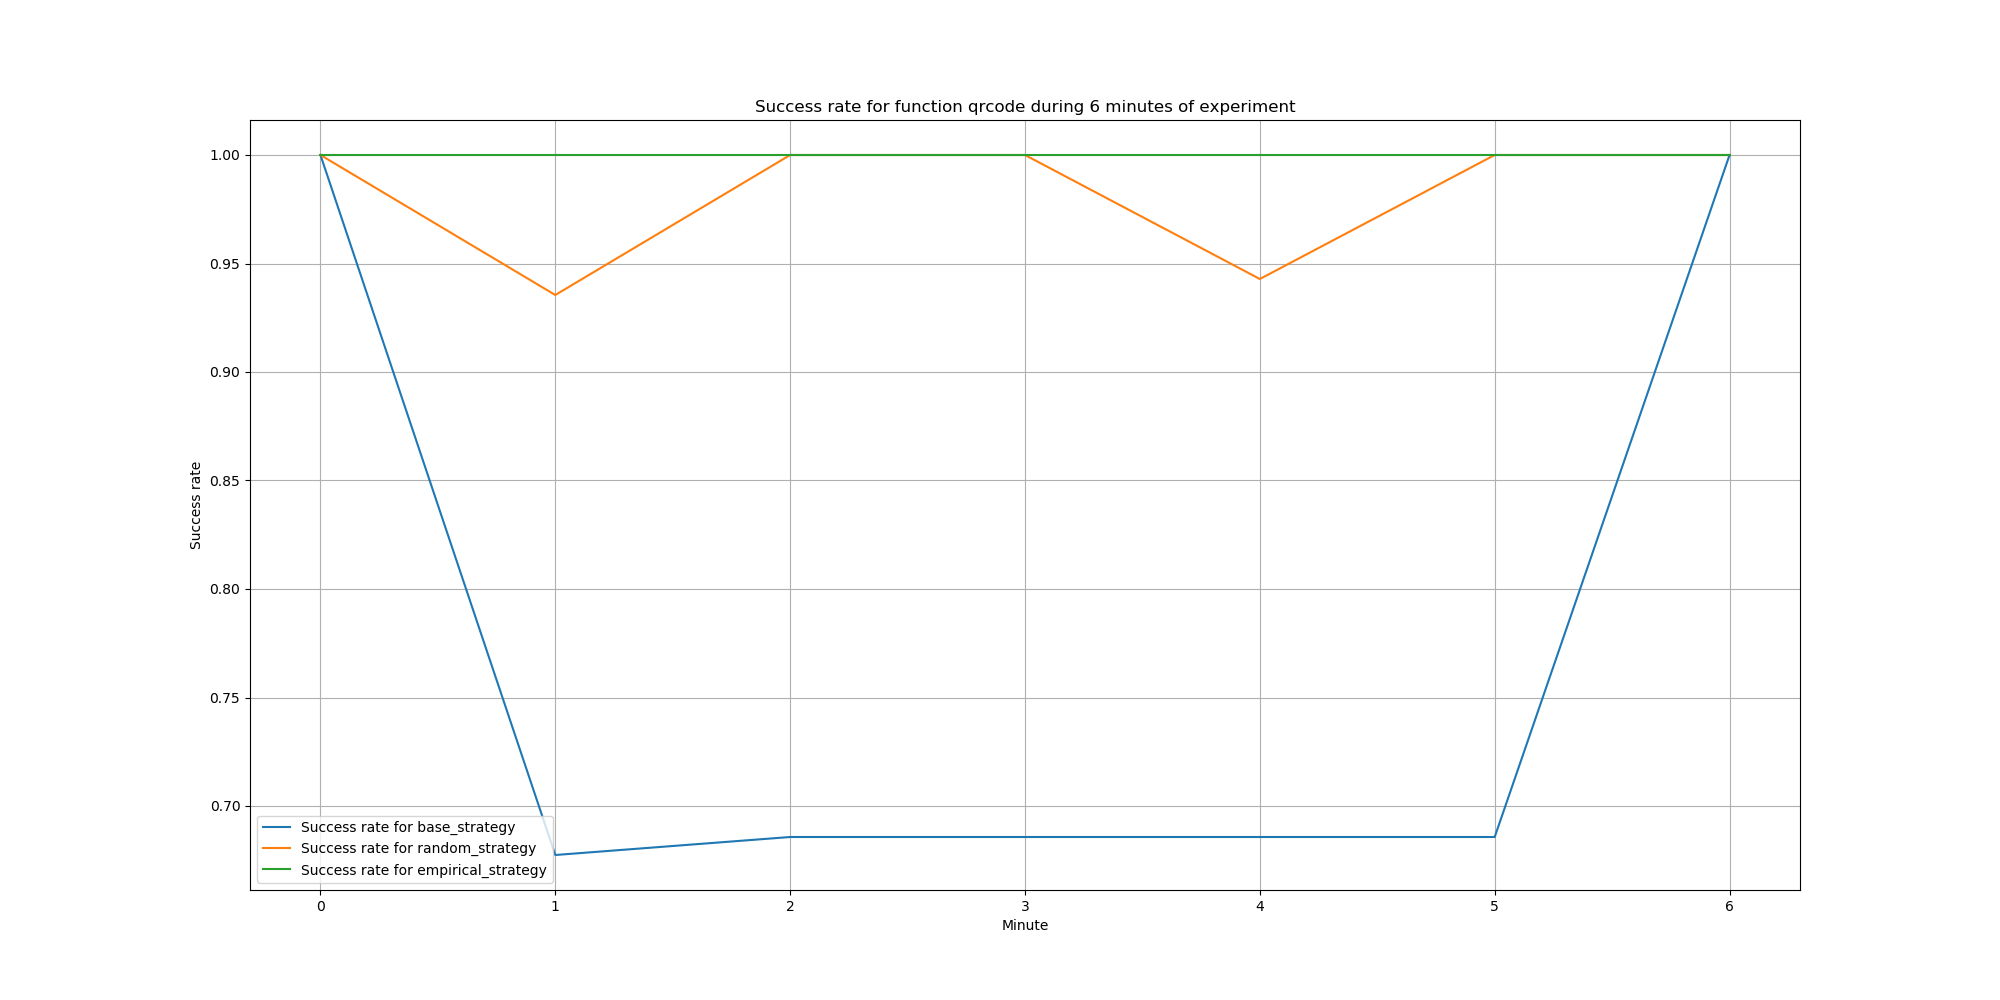 Success rate for function qrcode during 6 minutes of experiment
1.00
0.95
0.90
0.85
0.80
0.75
0.70
Success rate
Success rate for base_strategy
Success rate for random_strategy
Success rate for empirical_strategy
0 1 2 3 4 5 6
Minute